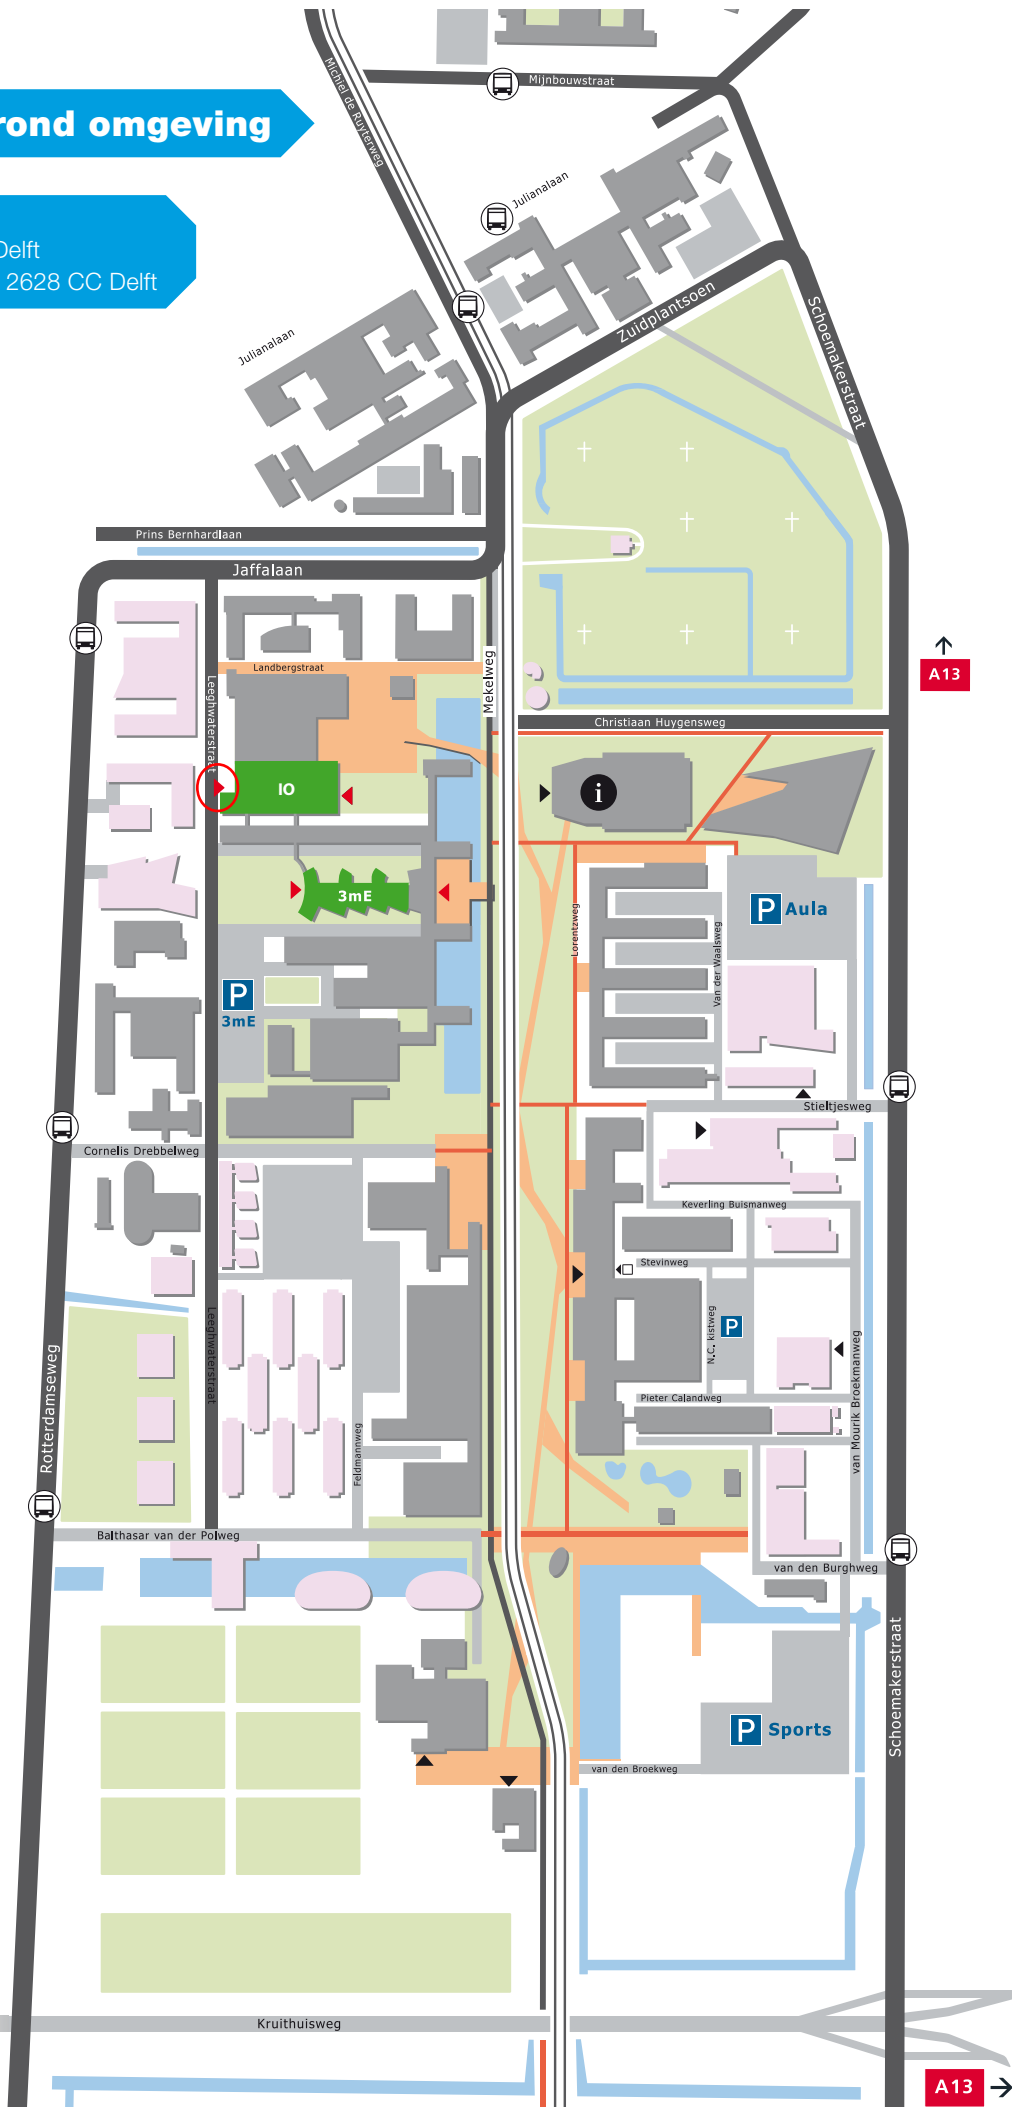 rond omgeving
Delft
2628 CC Delft
Michiel de Ruyterweg
Mijnbouwstraat
Julianalaan
Julianalaan
Zuidplantsoen
Schoemakerstraat
Prins Bernhardlaan
Jaffalaan
Landbergstraat
Leeghwaterstraat
Mekelweg
A13
Christiaan Huygensweg
IO
i
3mE
Lorentzweg
P Aula
Van der Waalsweg
P
3mE
Stieltjesweg
Cornelis Drebbelweg
Keverling Buismanweg
Stevinweg
N.C. kistweg
P
Leeghwaterstraat
Rotterdamseweg
van Mourik Broekmanweg
Pieter Calandweg
Feldmannweg
Balthasar van der Polweg
van den Burghweg
Schoemakerstraat
P Sports
van den Broekweg
Kruithuisweg
A13